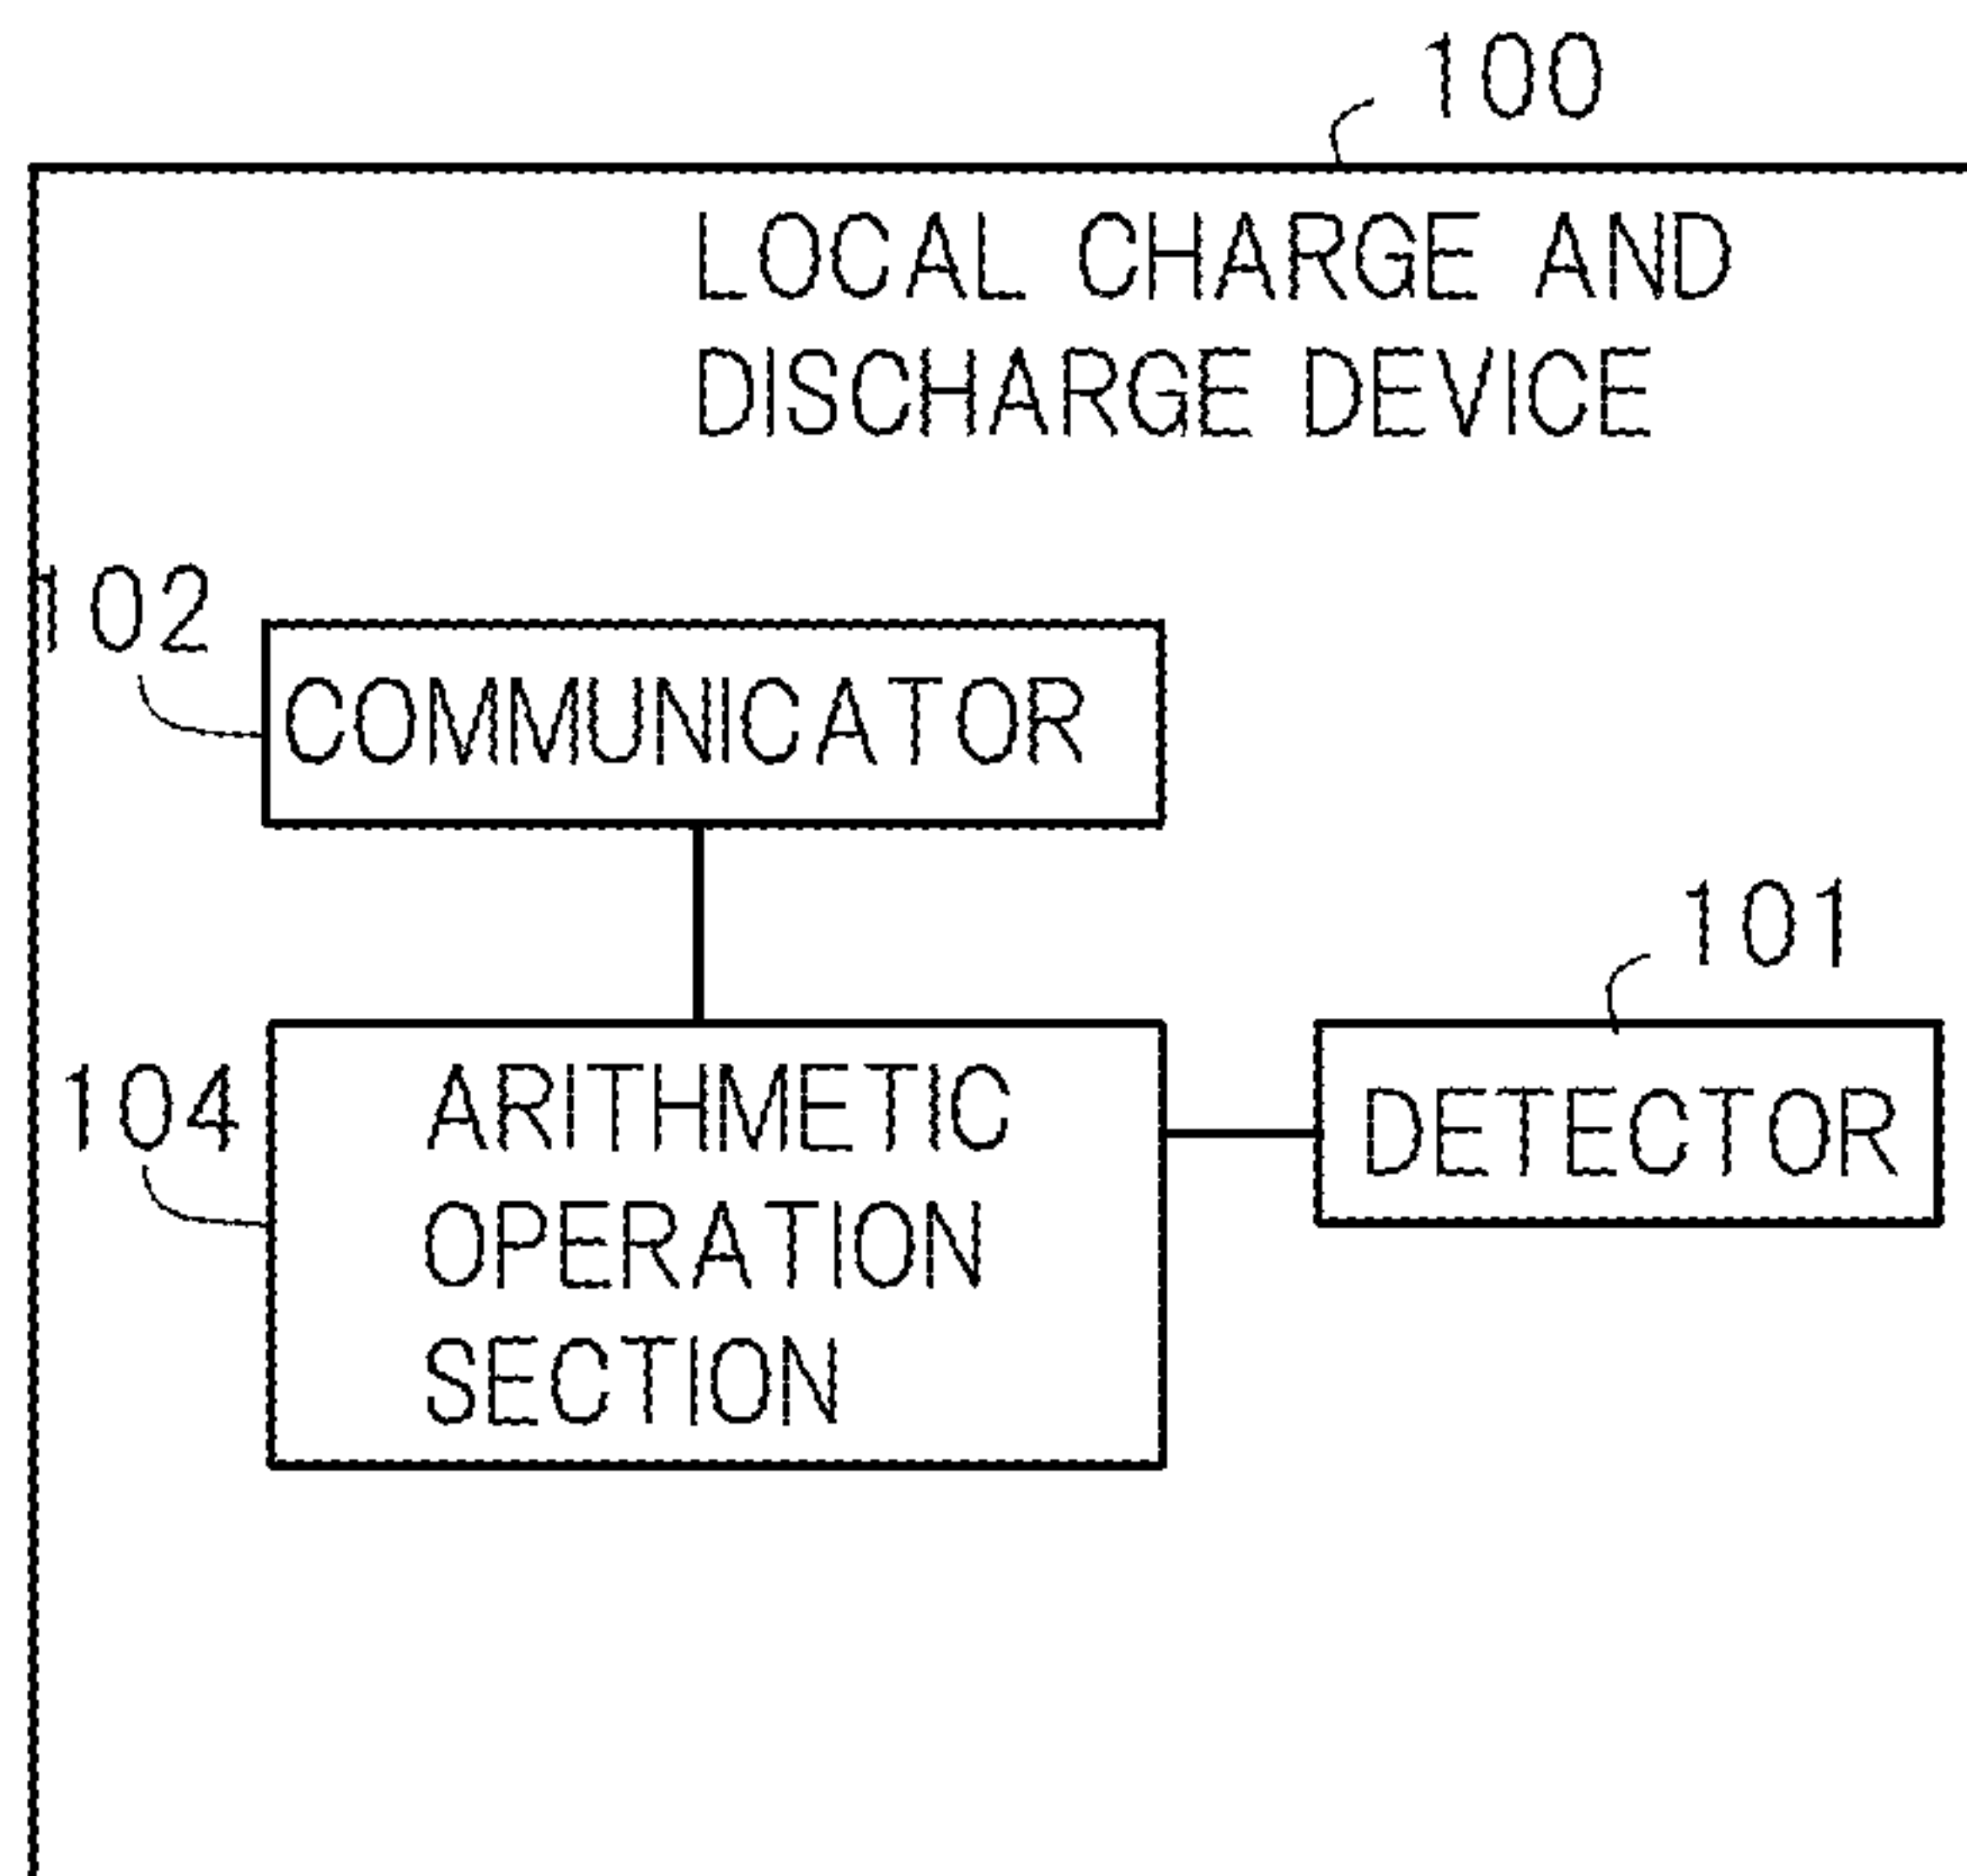 100
LOCAL CHARGE AND
DISCHARGE DEVICE
102
COMMUNICATOR
101
104
ARITHMETIC
OPERATION
SECTION
DETECTOR